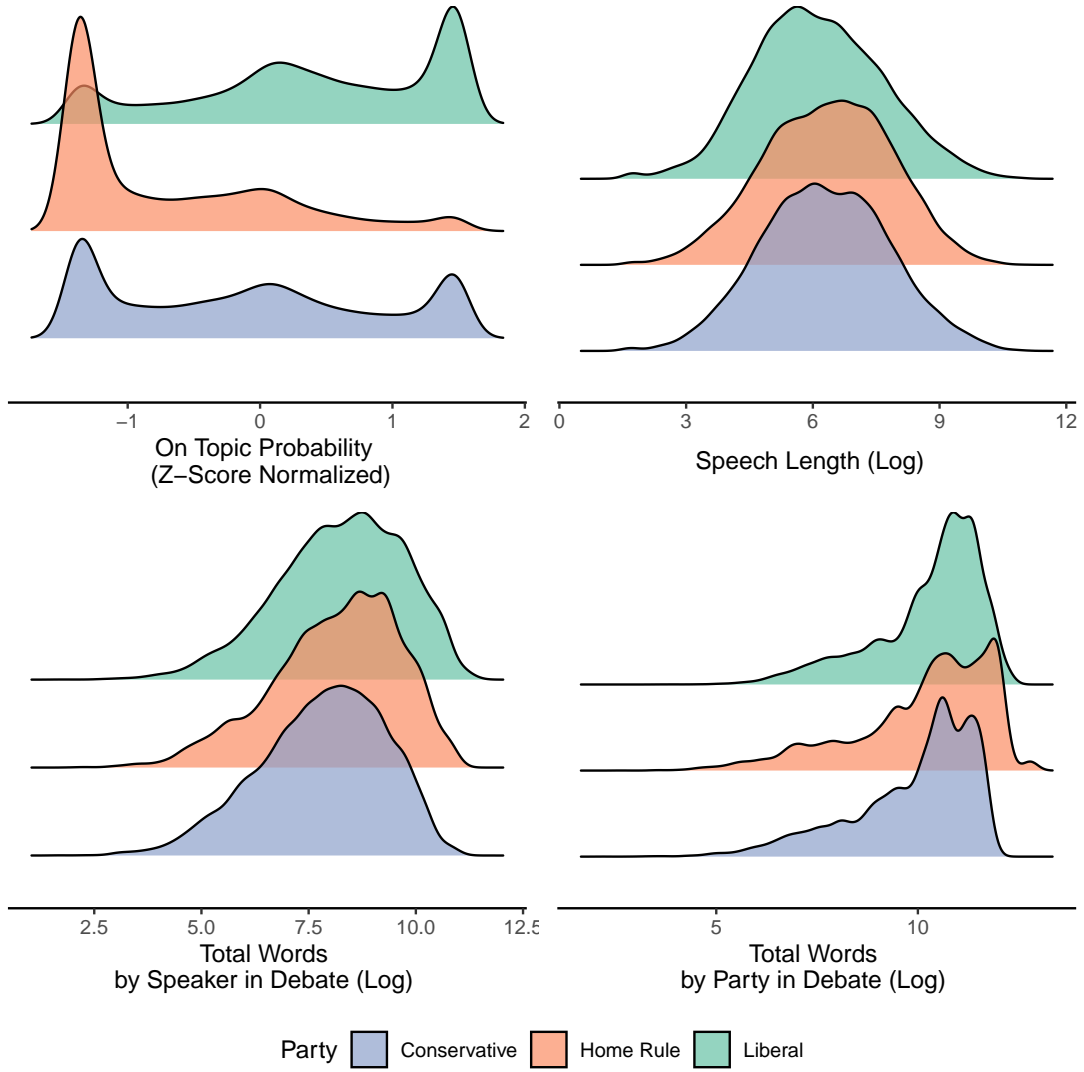 −1 0 1 2
On Topic Probability
(Z−Score Normalized)
0 3 6 9 12
Speech Length (Log)
2.5 5.0 7.5 10.0 12.5
Total Words
by Speaker in Debate (Log)
5 10
Total Words
by Party in Debate (Log)
Party Conservative Home Rule Liberal